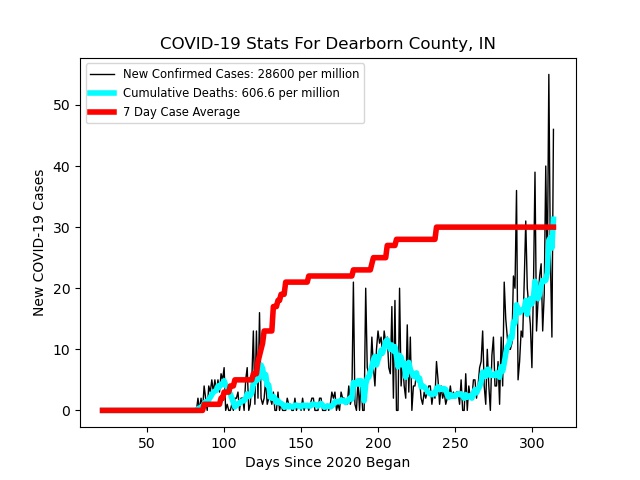 COVID-19 Stats For Dearborn County, IN
New Confirmed Cases: 28600 per million
Cumulative Deaths: 606.6 per million
7 Day Case Average
New COVID-19 Cases
50
40
30
20
10
0
50 100 150 200 250 300
Days Since 2020 Began